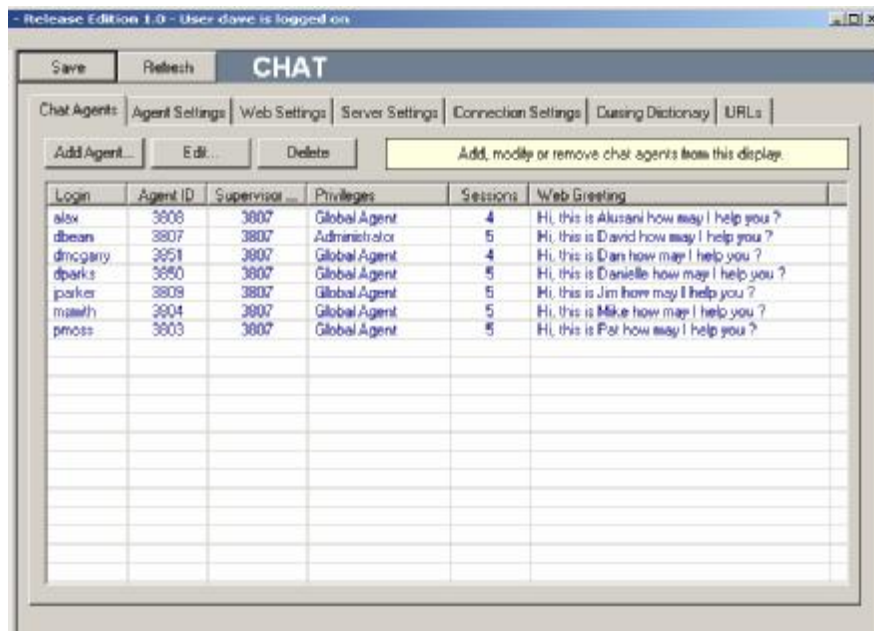 - Release Edition 1.0 - User dave is logged on
Save Refresh CHAT
Chat Agents Agent Settings Web Settings Server Settings Connection Settings Cursing Dictionary URLs
Add Agent... Edit... Delete Add, modify or remove chat agents from this display.
Login Agent ID Supervisor ... Privileges Sessions Web Greeting
3808 3807 Global Agent 4 Hi, this is Alusani how may I help you ?
dbean 3807 3807 Administrator 5 Hi, this is David how may I help you ?
dmcgarry 3851 3807 Global Agent 4 Hi, this is Dan how may I help you ?
dparks 3850 3807 Global Agent 5 Hi, this is Danielle how may I help you ?
jparker 3809 3807 Global Agent 5 Hi, this is Jim how may I help you ?
msmith 3804 3807 Global Agent 5 Hi, this is Mike how may I help you ?
pmoss 3803 3807 Global Agent 5 Hi, this is Pat how may I help you ?